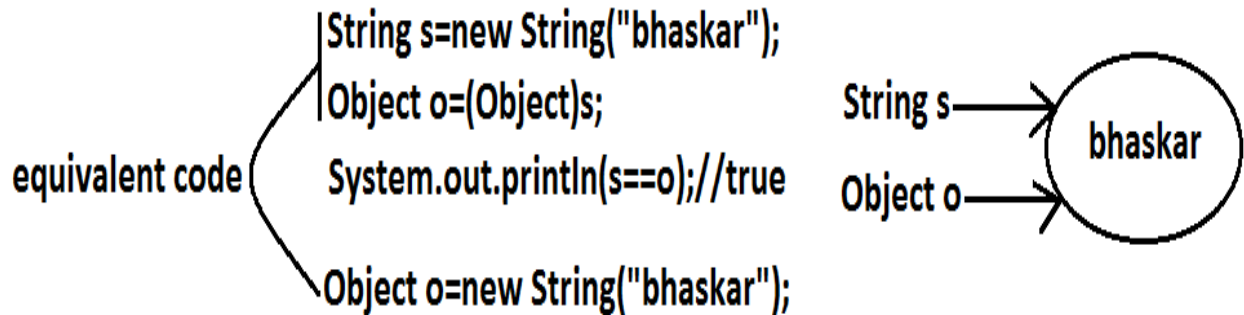 String s=new String("bhaskar");
Object o=(Object)s;
equivalent code
System.out.println(s==o);//true
Object o=new String("bhaskar");
String s
Object o
bhaskar